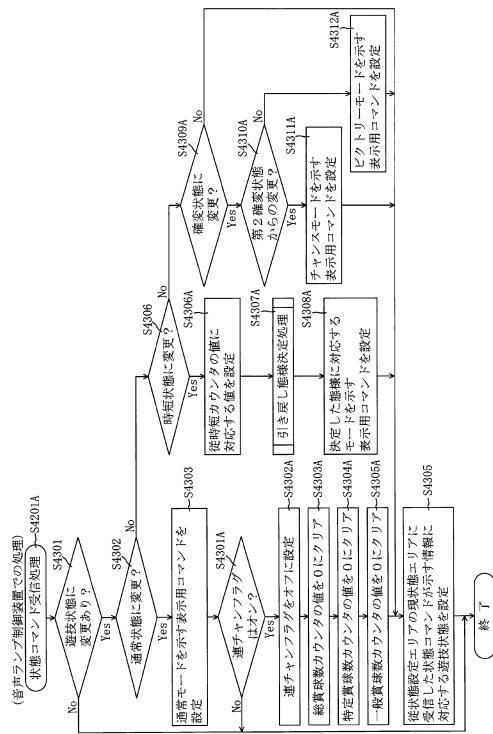 (音声ランプ制御装置での処理)
状態コマンド受信処理
S4201A
遊技状態に
変更あり?
S4301
No
Yes
通常状態に変更?
S4302
No
Yes
通常モードを示す表示用コマンドを
設定
S4303
連チャンフラグ
はオン?
S4301A
No
Yes
連チャンフラグをオフに設定
S4302A
総賞球数カウンタの値を0にクリア
S4303A
特定賞球数カウンタの値を0にクリア
S4304A
一般賞球数カウンタの値を0にクリア
S4305A
従状態設定エリアの現状態エリアに
受信した状態コマンドが示す情報に
対応する遊技状態を設定
S4305
終了
時短状態に変更?
S4306
No
Yes
従時短カウンタの値に
対応する値を設定
S4306A
引き戻し態様決定処理
S4307A
決定した態様に対応する
モードを示す
表示用コマンドを設定
S4308A
確変状態に
変更?
S4309A
No
Yes
第2確変状態
からの変更?
S4310A
No
Yes
チャンスモードを示す
表示用コマンドを設定
S4311A
ビクトリーモードを示す
表示用コマンドを設定
S4312A